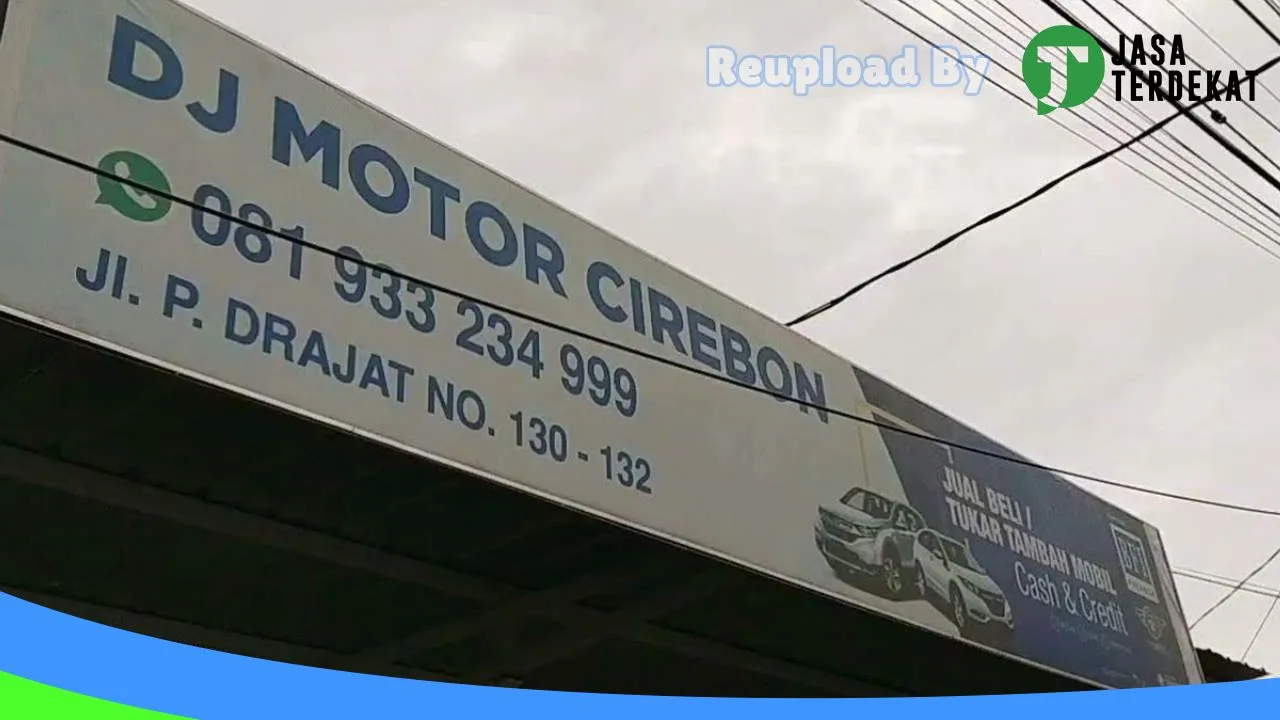 Reupload By
JASA
TERDEKAT
DJ MOTOR CIREBON
081 933 234 999
Jl. P. DRAJAT NO. 130 - 132
JUAL BELI /
TUKAR TAMBAH MOBIL
Cash & Credit